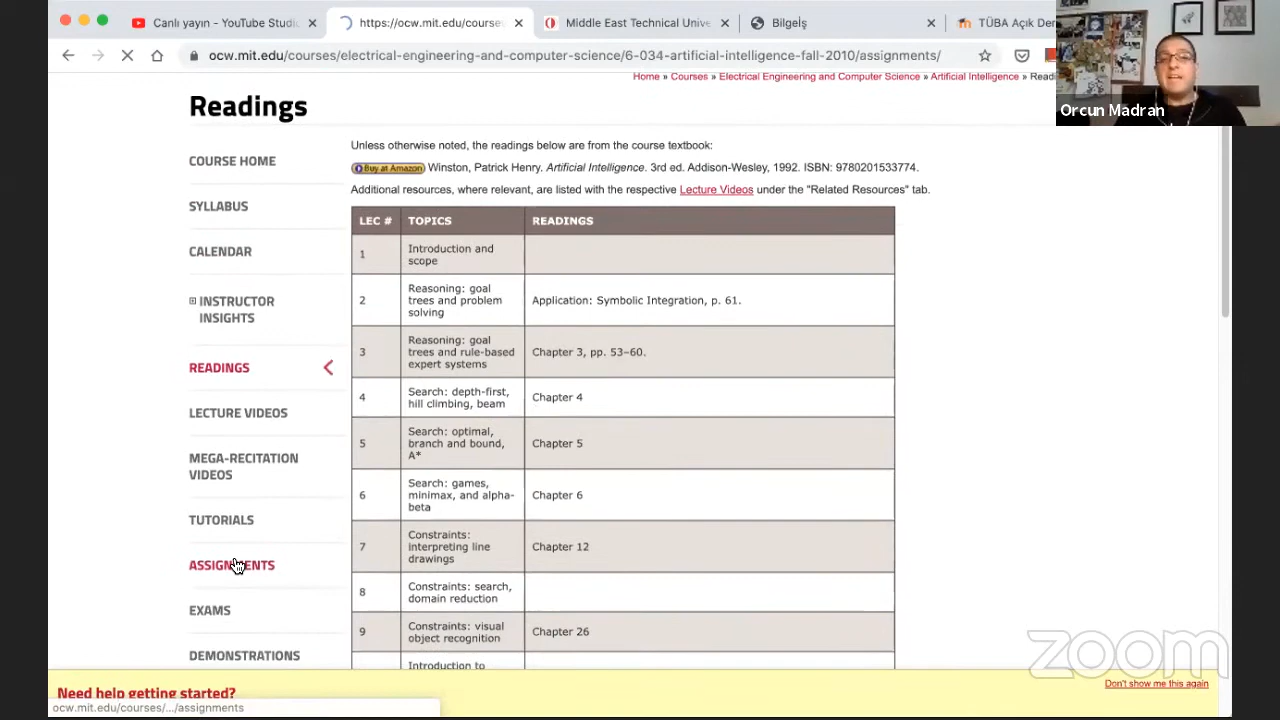 Canlı yayın - YouTube Studio
https://ocw.mit.edu/course
Middle East Technical Unive
Bilgeİş
TÜBA Açık Der
ocw.mit.edu/courses/electrical-engineering-and-computer-science/6-034-artificial-intelligence-fall-2010/assignments/
Orcun Madran
Home » Courses » Electrical Engineering and Computer Science » Artificial Intelligence » Readi
Readings
COURSE HOME
SYLLABUS
CALENDAR
INSTRUCTOR
INSIGHTS
READINGS
LECTURE VIDEOS
MEGA-RECITATION
VIDEOS
TUTORIALS
ASSIGNMENTS
EXAMS
DEMONSTRATIONS
Unless otherwise noted, the readings below are from the course textbook:
Buy at Amazon Winston, Patrick Henry. Artificial Intelligence. 3rd ed. Addison-Wesley, 1992. ISBN: 9780201533774.
Additional resources, where relevant, are listed with the respective Lecture Videos under the "Related Resources" tab.
LEC # TOPICS READINGS
1 Introduction and
scope
2 Reasoning: goal
trees and problem
solving
Application: Symbolic Integration, p. 61.
3 Reasoning: goal
trees and rule-based
expert systems
Chapter 3, pp. 53–60.
4 Search: depth-first,
hill climbing, beam
Chapter 4
5 Search: optimal,
branch and bound,
A*
Chapter 5
6 Search: games,
minimax, and alpha-
beta
Chapter 6
7 Constraints:
interpreting line
drawings
Chapter 12
8 Constraints: search,
domain reduction
9 Constraints: visual
object recognition
Chapter 26
Introduction to
zoom
Need help getting started?
Don't show me this again
ocw.mit.edu/courses/.../assignments